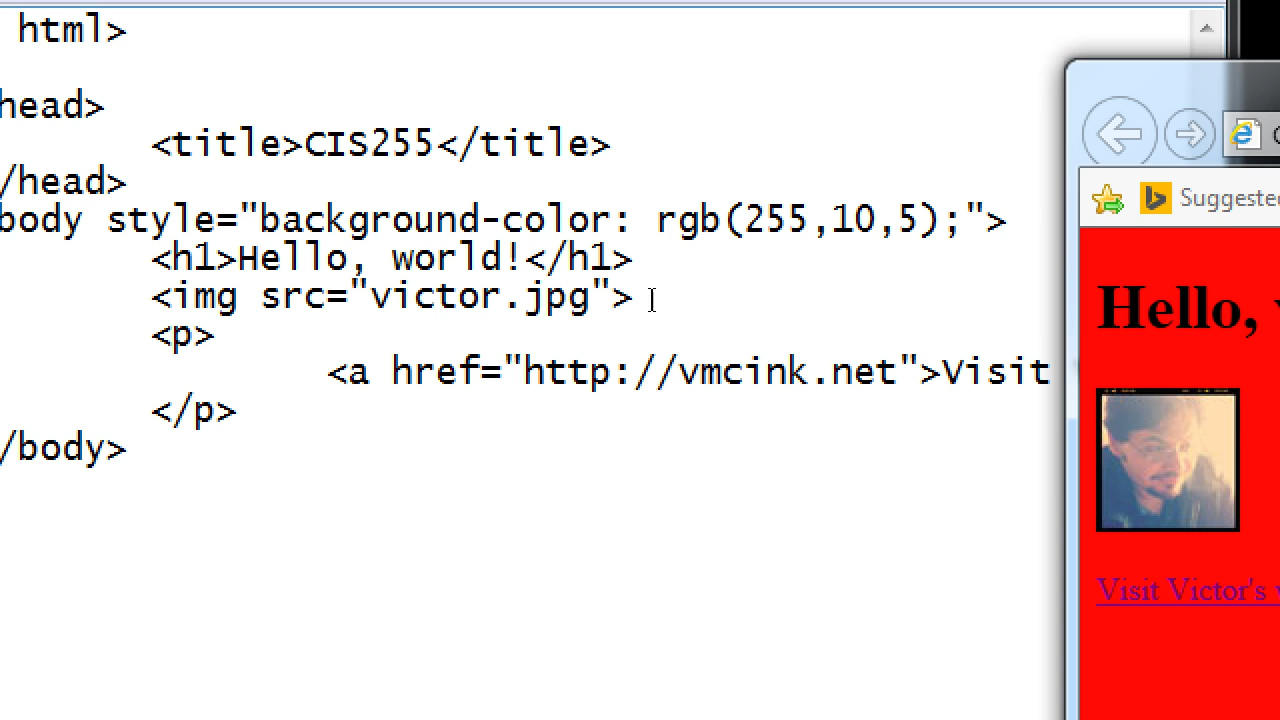 html>
head>
<title>CIS255</title>
/head>
body style="background-color: rgb(255,10,5);">
<h1>Hello, world!</h1>
<img src="victor.jpg">
<p>
<a href="http://vmcink.net">Visit
</p>
/body>
Suggested
Hello,
Visit Victor's